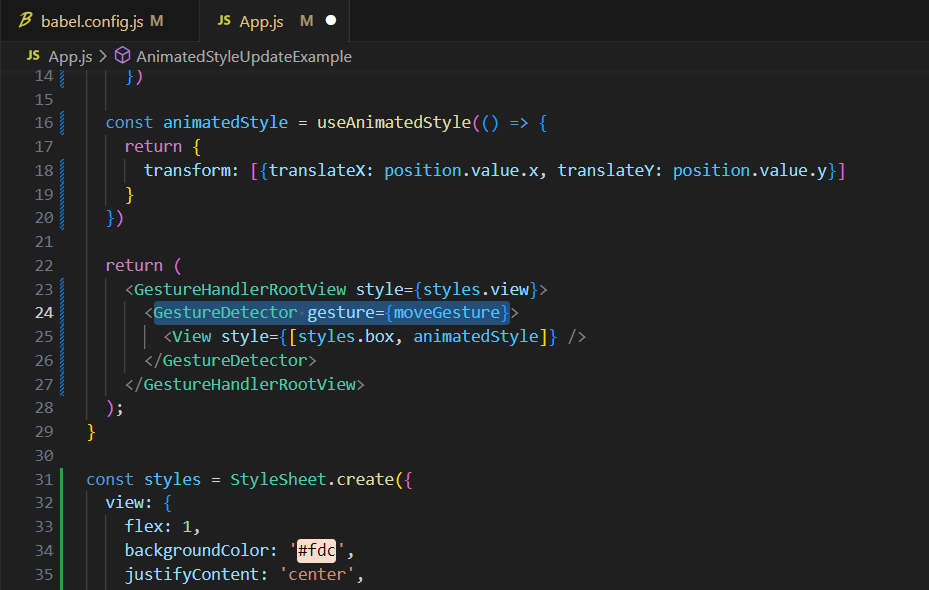 babel.config.js M
JS App.js M
JS App.js > AnimatedStyleUpdateExample
14 })
15
16 const animatedStyle = useAnimatedStyle(() => {
17 return {
18 transform: [{translateX: position.value.x, translateY: position.value.y}]
19 }
20 })
21
22 return (
23 <GestureHandlerRootView style={styles.view}>
24 <GestureDetector gesture={moveGesture}>
25 <View style={[styles.box, animatedStyle]} />
26 </GestureDetector>
27 </GestureHandlerRootView>
28 );
29 }
30
31 const styles = StyleSheet.create({
32 view: {
33 flex: 1,
34 backgroundColor: '#fdc',
35 justifyContent: 'center',